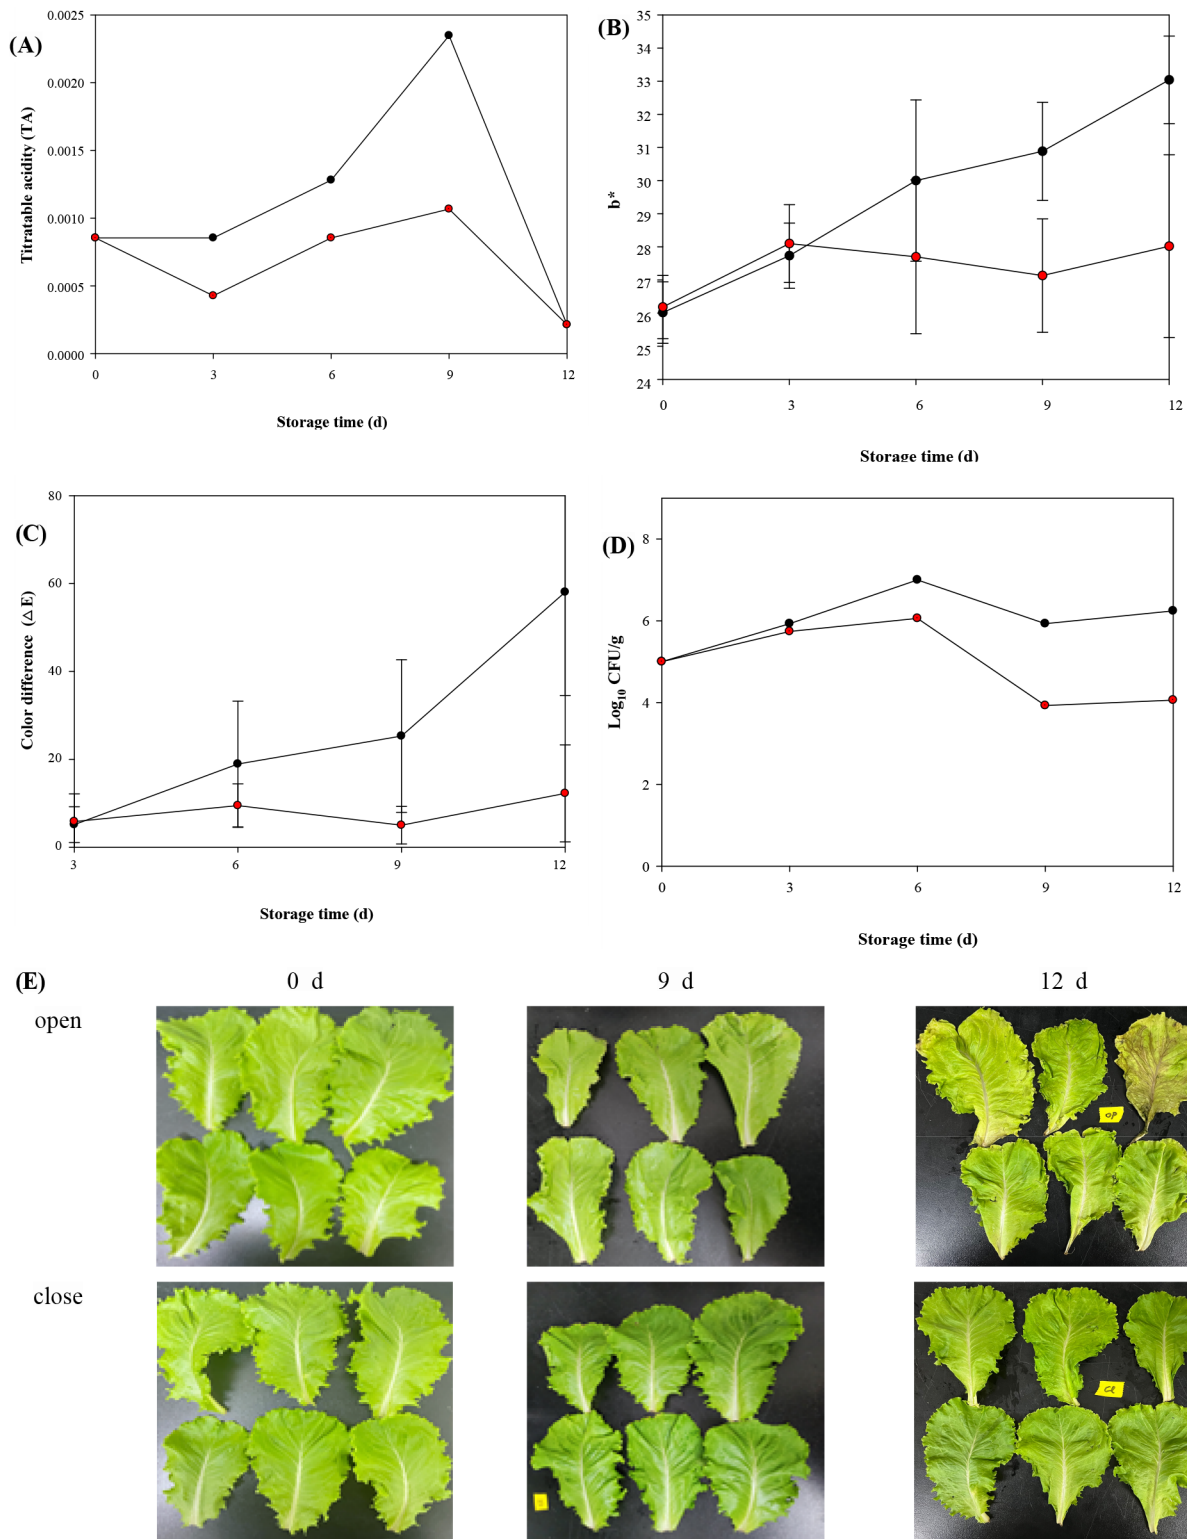 (A)
Titratable acidity (TA)
0.0025
0.0020
0.0015
0.0010
0.0005
0.0000
0 3 6 9 12
Storage time (d)
(B)
b*
35
34
33
32
31
30
29
28
27
26
25
24
0 3 6 9 12
Storage time (d)
(C)
Color difference (△E)
80
60
40
20
0
3 6 9 12
Storage time (d)
(D)
Log10 CFU/g
8
6
4
2
0
0 3 6 9 12
Storage time (d)
(E)
0 d 9 d 12 d
open
OP
close
CL